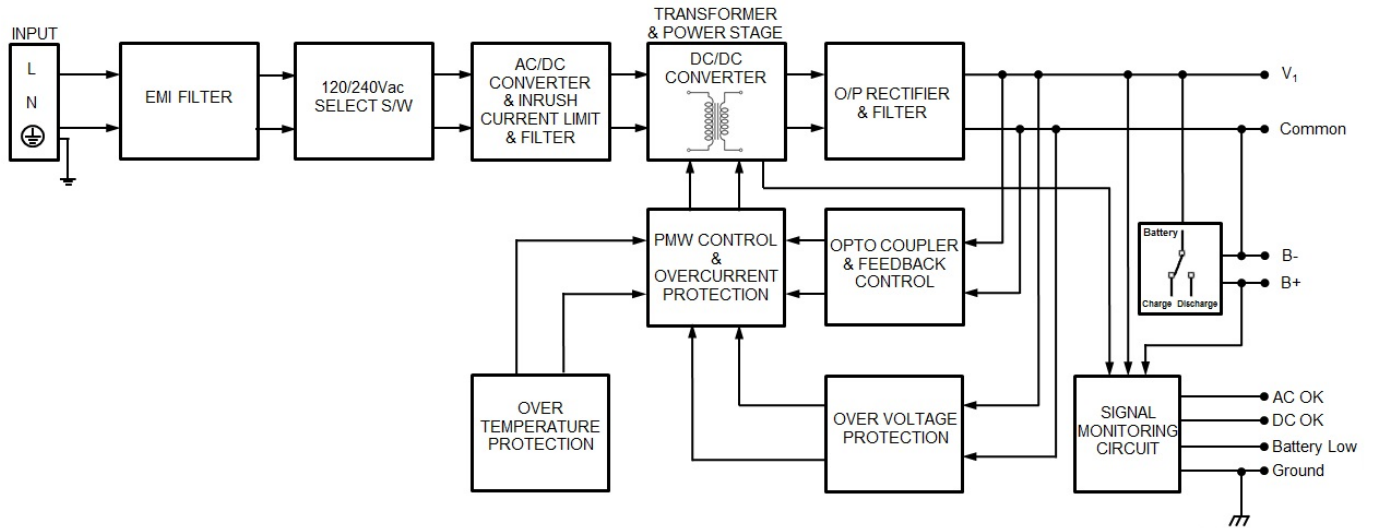 INPUT
L
N
EMI FILTER
120/240Vac
SELECT S/W
AC/DC
CONVERTER
& INRUSH
CURRENT LIMIT
& FILTER
TRANSFORMER
& POWER STAGE
DC/DC
CONVERTER
O/P RECTIFIER
& FILTER
V1
Common
PMW CONTROL
&
OVERCURRENT
PROTECTION
OPTO COUPLER
& FEEDBACK
CONTROL
Battery
Charge Discharge
B-
B+
OVER
TEMPERATURE
PROTECTION
OVER VOLTAGE
PROTECTION
SIGNAL
MONITORING
CIRCUIT
AC OK
DC OK
Battery Low
Ground